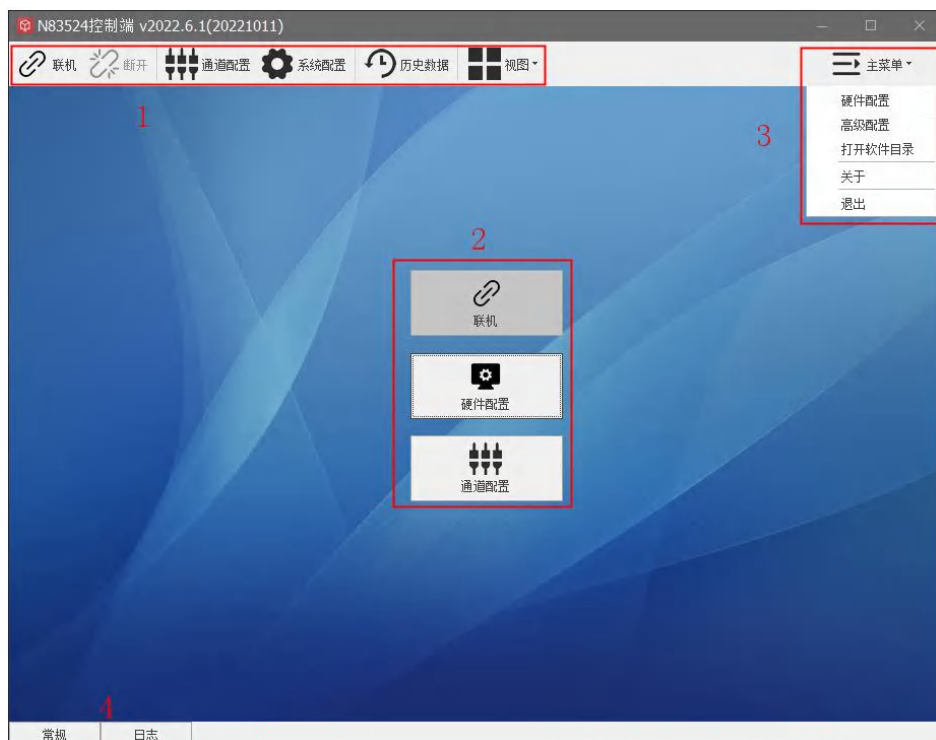 N83524控制端 v2022.6.1(20221011)
联机 断开 通道配置 系统配置 历史数据 视图 主菜单
1
硬件配置
3
高级配置
打开软件目录
关于
退出
2
联机
硬件配置
通道配置
4
常规 日志